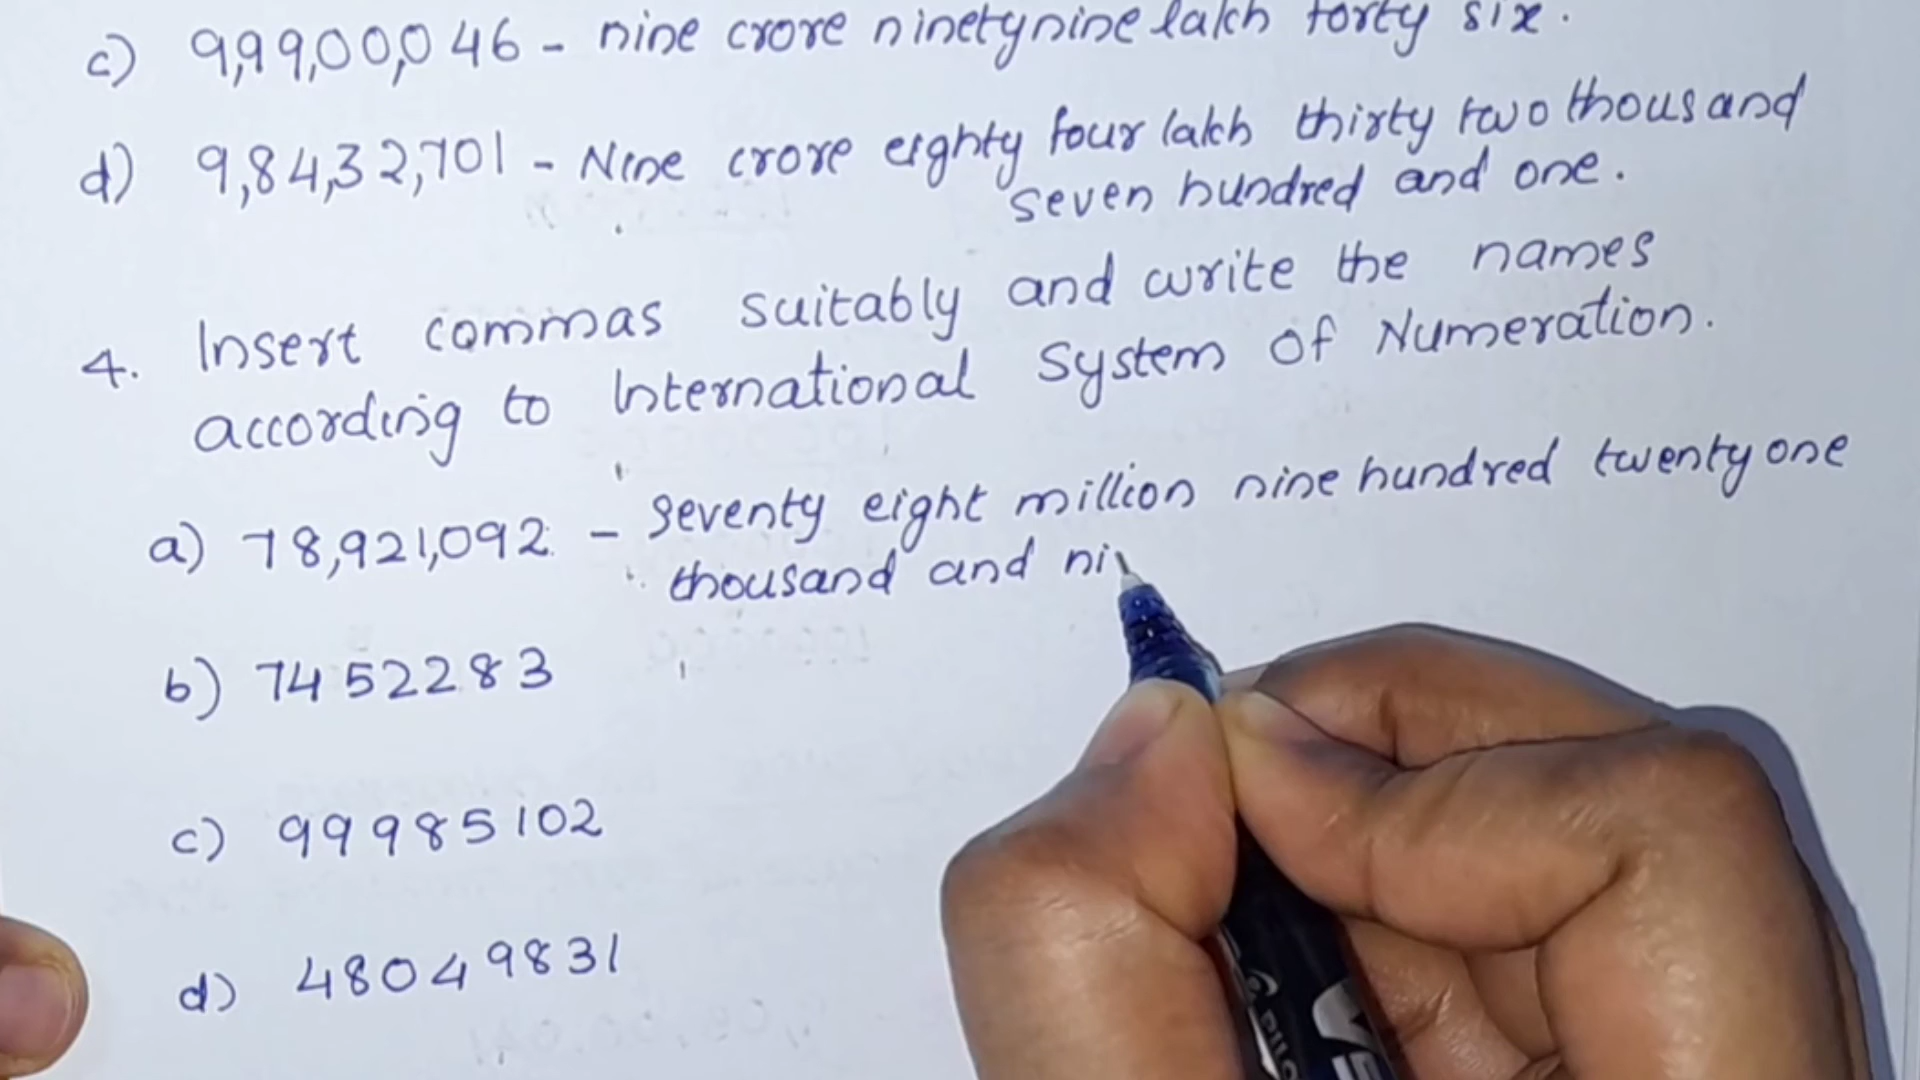 c) 9,99,00,046 - nine crore ninetynine lakh forty six.
d) 9,84,32,701 - Nine crore eighty four lakh thirty two thousand
seven hundred and one.
4. Insert commas suitably and write the names
according to International System of Numeration.
a) 78,921,092 - seventy eight million nine hundred twenty one
thousand and ni
b) 7452283
c) 99985102
d) 48049831